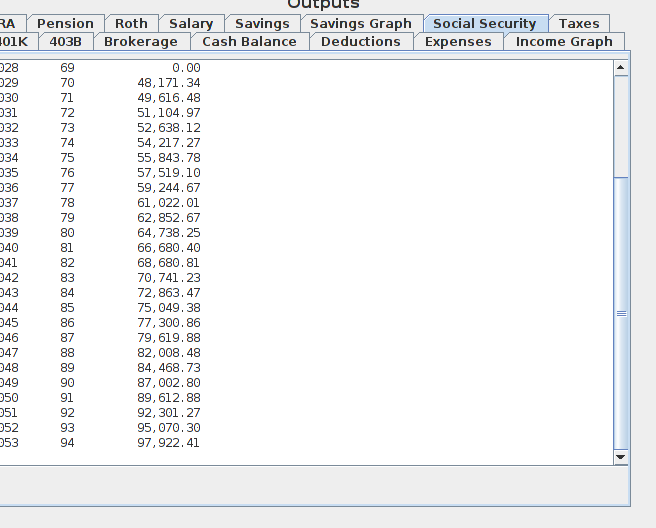 Outputs
RA Pension Roth Salary Savings Savings Graph Social Security Taxes
401K 403B Brokerage Cash Balance Deductions Expenses Income Graph
028 69 0.00
029 70 48,171.34
030 71 49,616.48
031 72 51,104.97
032 73 52,638.12
033 74 54,217.27
034 75 55,843.78
035 76 57,519.10
036 77 59,244.67
037 78 61,022.01
038 79 62,852.67
039 80 64,738.25
040 81 66,680.40
041 82 68,680.81
042 83 70,741.23
043 84 72,863.47
044 85 75,049.38
045 86 77,300.86
046 87 79,619.88
047 88 82,008.48
048 89 84,468.73
049 90 87,002.80
050 91 89,612.88
051 92 92,301.27
052 93 95,070.30
053 94 97,922.41